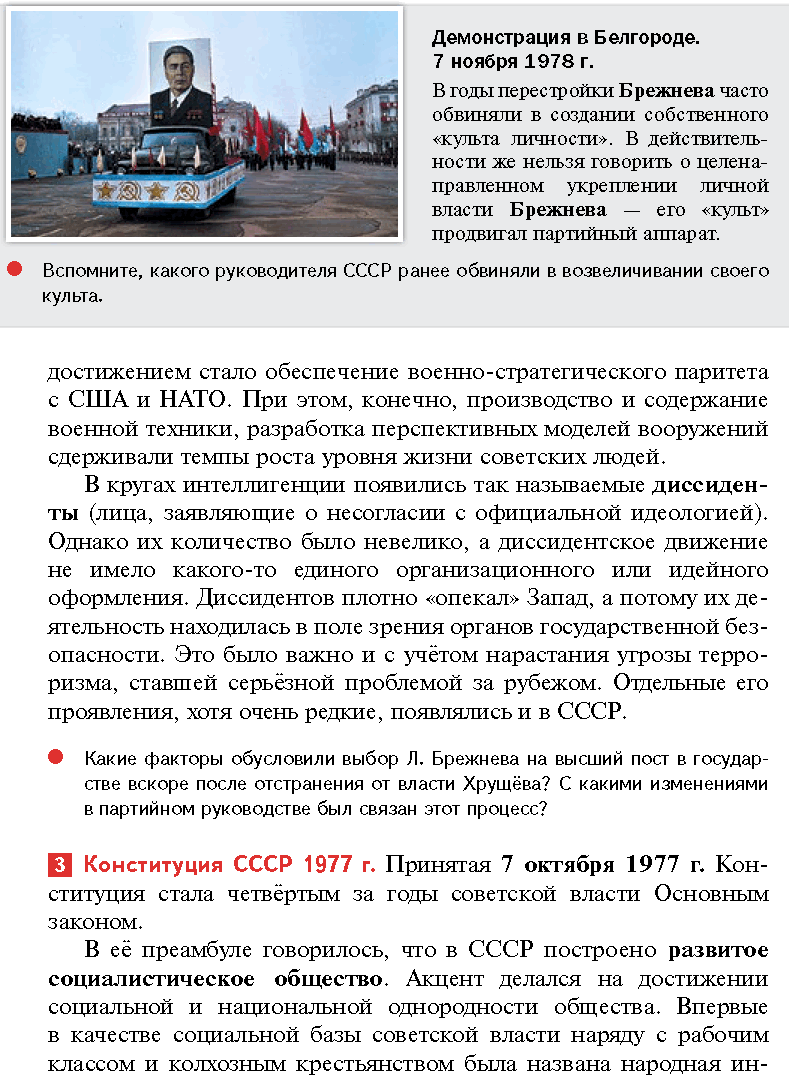 Демонстрация в Белгороде.
7 ноября 1978 г.
В годы перестройки Брежнева часто
обвиняли в создании собственного
«культа личности». В действитель-
ности же нельзя говорить о целена-
правленном укреплении личной
власти Брежнева — его «культ»
продвигал партийный аппарат.
Вспомните, какого руководителя СССР ранее обвиняли в возвеличивании своего
культа.
достижением стало обеспечение военно-стратегического паритета
с США и НАТО. При этом, конечно, производство и содержание
военной техники, разработка перспективных моделей вооружений
сдерживали темпы роста уровня жизни советских людей.
В кругах интеллигенции появились так называемые диссиден-
ты (лица, заявляющие о несогласии с официальной идеологией).
Однако их количество было невелико, а диссидентское движение
не имело какого-то единого организационного или идейного
оформления. Диссидентов плотно «опекал» Запад, а потому их де-
ятельность находилась в поле зрения органов государственной без-
опасности. Это было важно и с учётом нарастания угрозы терро-
ризма, ставшей серьёзной проблемой за рубежом. Отдельные его
проявления, хотя очень редкие, появлялись и в СССР.
Какие факторы обусловили выбор Л. Брежнева на высший пост в государ-
стве вскоре после отстранения от власти Хрущёва? С какими изменениями
в партийном руководстве был связан этот процесс?
3 Конституция СССР 1977 г. Принятая 7 октября 1977 г. Кон-
ституция стала четвёртым за годы советской власти Основным
законом.
В её преамбуле говорилось, что в СССР построено развитое
социалистическое общество. Акцент делался на достижении
социальной и национальной однородности общества. Впервые
в качестве социальной базы советской власти наряду с рабочим
классом и колхозным крестьянством была названа народная ин-